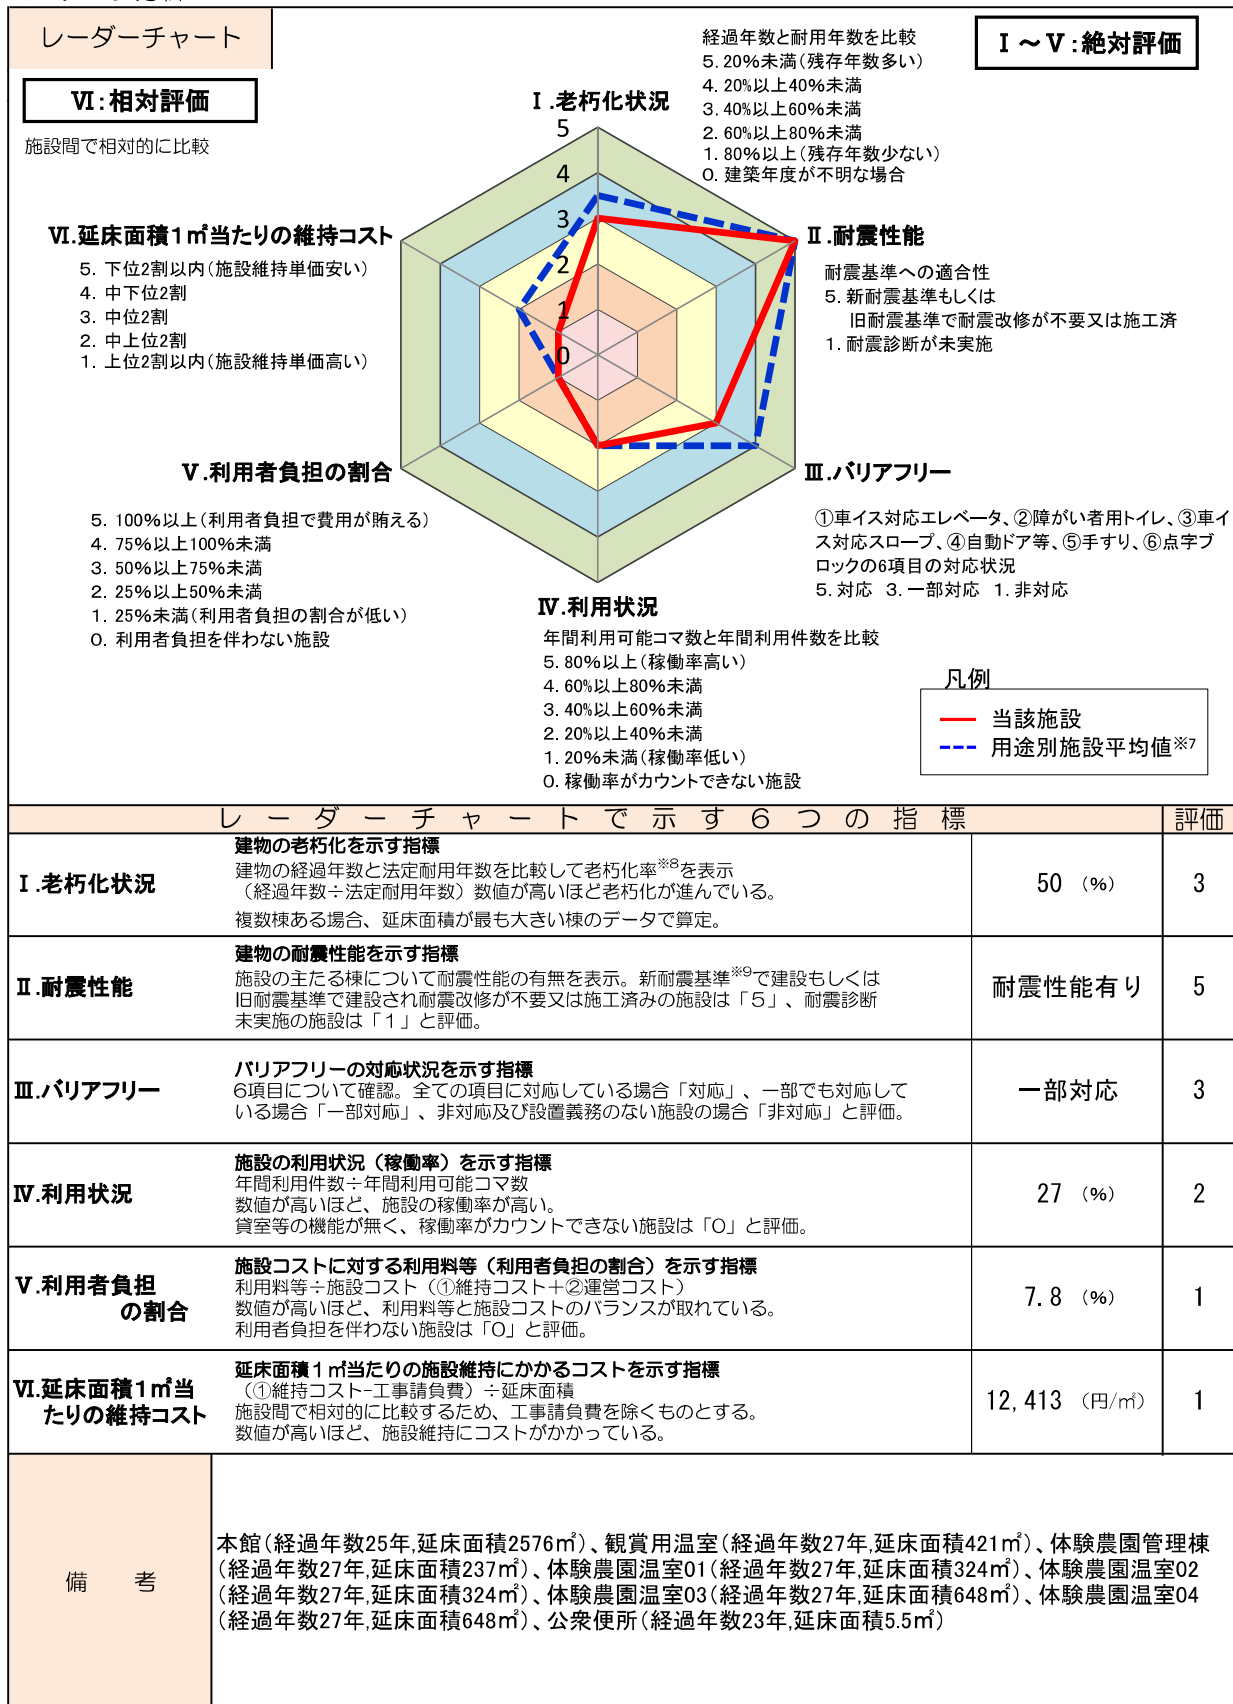 レーダーチャート
Ⅰ～Ⅴ：絶対評価
Ⅵ：相対評価
施設間で相対的に比較
Ⅰ.老朽化状況
経過年数と耐用年数を比較
5. 20%未満(残存年数多い)
4. 20%以上40%未満
3. 40%以上60%未満
2. 60%以上80%未満
1. 80%以上(残存年数少ない)
0. 建築年度が不明な場合
5
4
3
2
1
0
Ⅱ.耐震性能
耐震基準への適合性
5. 新耐震基準もしくは
旧耐震基準で耐震改修が不要又は施工済
1. 耐震診断が未実施
Ⅲ.バリアフリー
①車イス対応エレベータ、②障がい者用トイレ、③車イ
ス対応スロープ、④自動ドア等、⑤手すり、⑥点字ブ
ロックの6項目の対応状況
5. 対応 3. 一部対応 1. 非対応
Ⅳ.利用状況
年間利用可能コマ数と年間利用件数を比較
5. 80%以上(稼働率高い)
4. 60%以上80%未満
3. 40%以上60%未満
2. 20%以上40%未満
1. 20%未満(稼働率低い)
0. 稼働率がカウントできない施設
Ⅴ.利用者負担の割合
5. 100%以上(利用者負担で費用が賄える)
4. 75%以上100%未満
3. 50%以上75%未満
2. 25%以上50%未満
1. 25%未満(利用者負担の割合が低い)
0. 利用者負担を伴わない施設
Ⅵ.延床面積1㎡当たりの維持コスト
5. 下位2割以内(施設維持単価安い)
4. 中下位2割
3. 中位2割
2. 中上位2割
1. 上位2割以内(施設維持単価高い)
凡例
当該施設
用途別施設平均値※7
レーダーチャートで示す6つの指標 評価
Ⅰ.老朽化状況
建物の老朽化を示す指標
建物の経過年数と法定耐用年数を比較して老朽化率※8を表示
（経過年数÷法定耐用年数）数値が高いほど老朽化が進んでいる。
複数棟ある場合、延床面積が最も大きい棟のデータで算定。
50 (%) 3
Ⅱ.耐震性能
建物の耐震性能を示す指標
施設の主たる棟について耐震性能の有無を表示。新耐震基準※9で建設もしくは
旧耐震基準で建設され耐震改修が不要又は施工済みの施設は「5」、耐震診断
未実施の施設は「1」と評価。
耐震性能有り 5
Ⅲ.バリアフリー
バリアフリーの対応状況を示す指標
6項目について確認。全ての項目に対応している場合「対応」、一部でも対応して
いる場合「一部対応」、非対応及び設置義務のない施設の場合「非対応」と評価。
一部対応 3
Ⅳ.利用状況
施設の利用状況（稼働率）を示す指標
年間利用件数÷年間利用可能コマ数
数値が高いほど、施設の稼働率が高い。
貸室等の機能が無く、稼働率がカウントできない施設は「0」と評価。
27 (%) 2
Ⅴ.利用者負担
の割合
施設コストに対する利用料等（利用者負担の割合）を示す指標
利用料等÷施設コスト（①維持コスト＋②運営コスト）
数値が高いほど、利用料等と施設コストのバランスが取れている。
利用者負担を伴わない施設は「0」と評価。
7.8 (%) 1
Ⅵ.延床面積1㎡当
たりの維持コスト
延床面積1㎡当たりの施設維持にかかるコストを示す指標
（①維持コスト-工事請負費）÷延床面積
施設間で相対的に比較するため、工事請負費を除くものとする。
数値が高いほど、施設維持にコストがかかっている。
12,413 (円/㎡) 1
備 考
本館(経過年数25年,延床面積2576㎡)、観賞用温室(経過年数27年,延床面積421㎡)、体験農園管理棟
(経過年数27年,延床面積237㎡)、体験農園温室01(経過年数27年,延床面積324㎡)、体験農園温室02
(経過年数27年,延床面積324㎡)、体験農園温室03(経過年数27年,延床面積648㎡)、体験農園温室04
(経過年数27年,延床面積648㎡)、公衆便所(経過年数23年,延床面積5.5㎡)